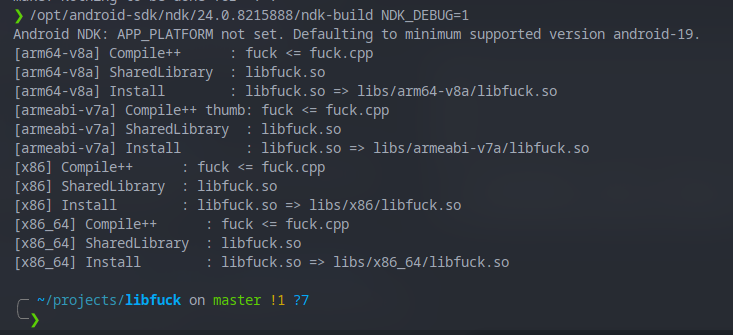 ❯ /opt/android-sdk/ndk/24.0.8215888/ndk-build NDK_DEBUG=1
Android NDK: APP_PLATFORM not set. Defaulting to minimum supported version android-19.
[arm64-v8a] Compile++      : fuck <= fuck.cpp
[arm64-v8a] SharedLibrary  : libfuck.so
[arm64-v8a] Install        : libfuck.so => libs/arm64-v8a/libfuck.so
[armeabi-v7a] Compile++ thumb: fuck <= fuck.cpp
[armeabi-v7a] SharedLibrary  : libfuck.so
[armeabi-v7a] Install        : libfuck.so => libs/armeabi-v7a/libfuck.so
[x86] Compile++      : fuck <= fuck.cpp
[x86] SharedLibrary  : libfuck.so
[x86] Install        : libfuck.so => libs/x86/libfuck.so
[x86_64] Compile++      : fuck <= fuck.cpp
[x86_64] SharedLibrary  : libfuck.so
[x86_64] Install        : libfuck.so => libs/x86_64/libfuck.so
~/projects/libfuck on master !1 ?7
❯